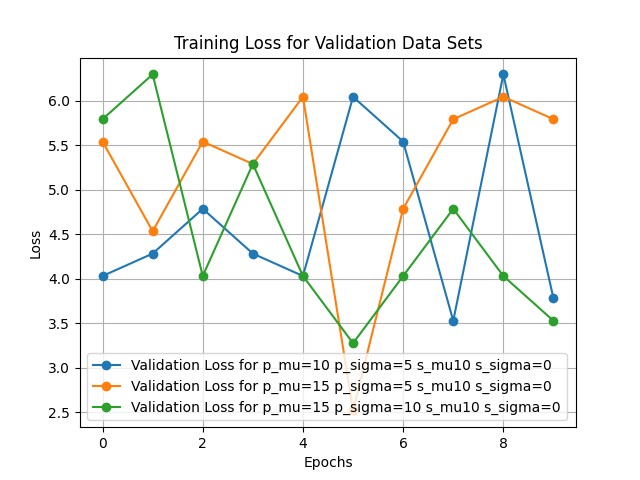 Training Loss for Validation Data Sets
Loss
6.0
5.5
5.0
4.5
4.0
3.5
3.0
2.5
Validation Loss for p_mu=10 p_sigma=5 s_mu10 s_sigma=0
Validation Loss for p_mu=15 p_sigma=5 s_mu10 s_sigma=0
Validation Loss for p_mu=15 p_sigma=10 s_mu10 s_sigma=0
0 2 4 6 8
Epochs